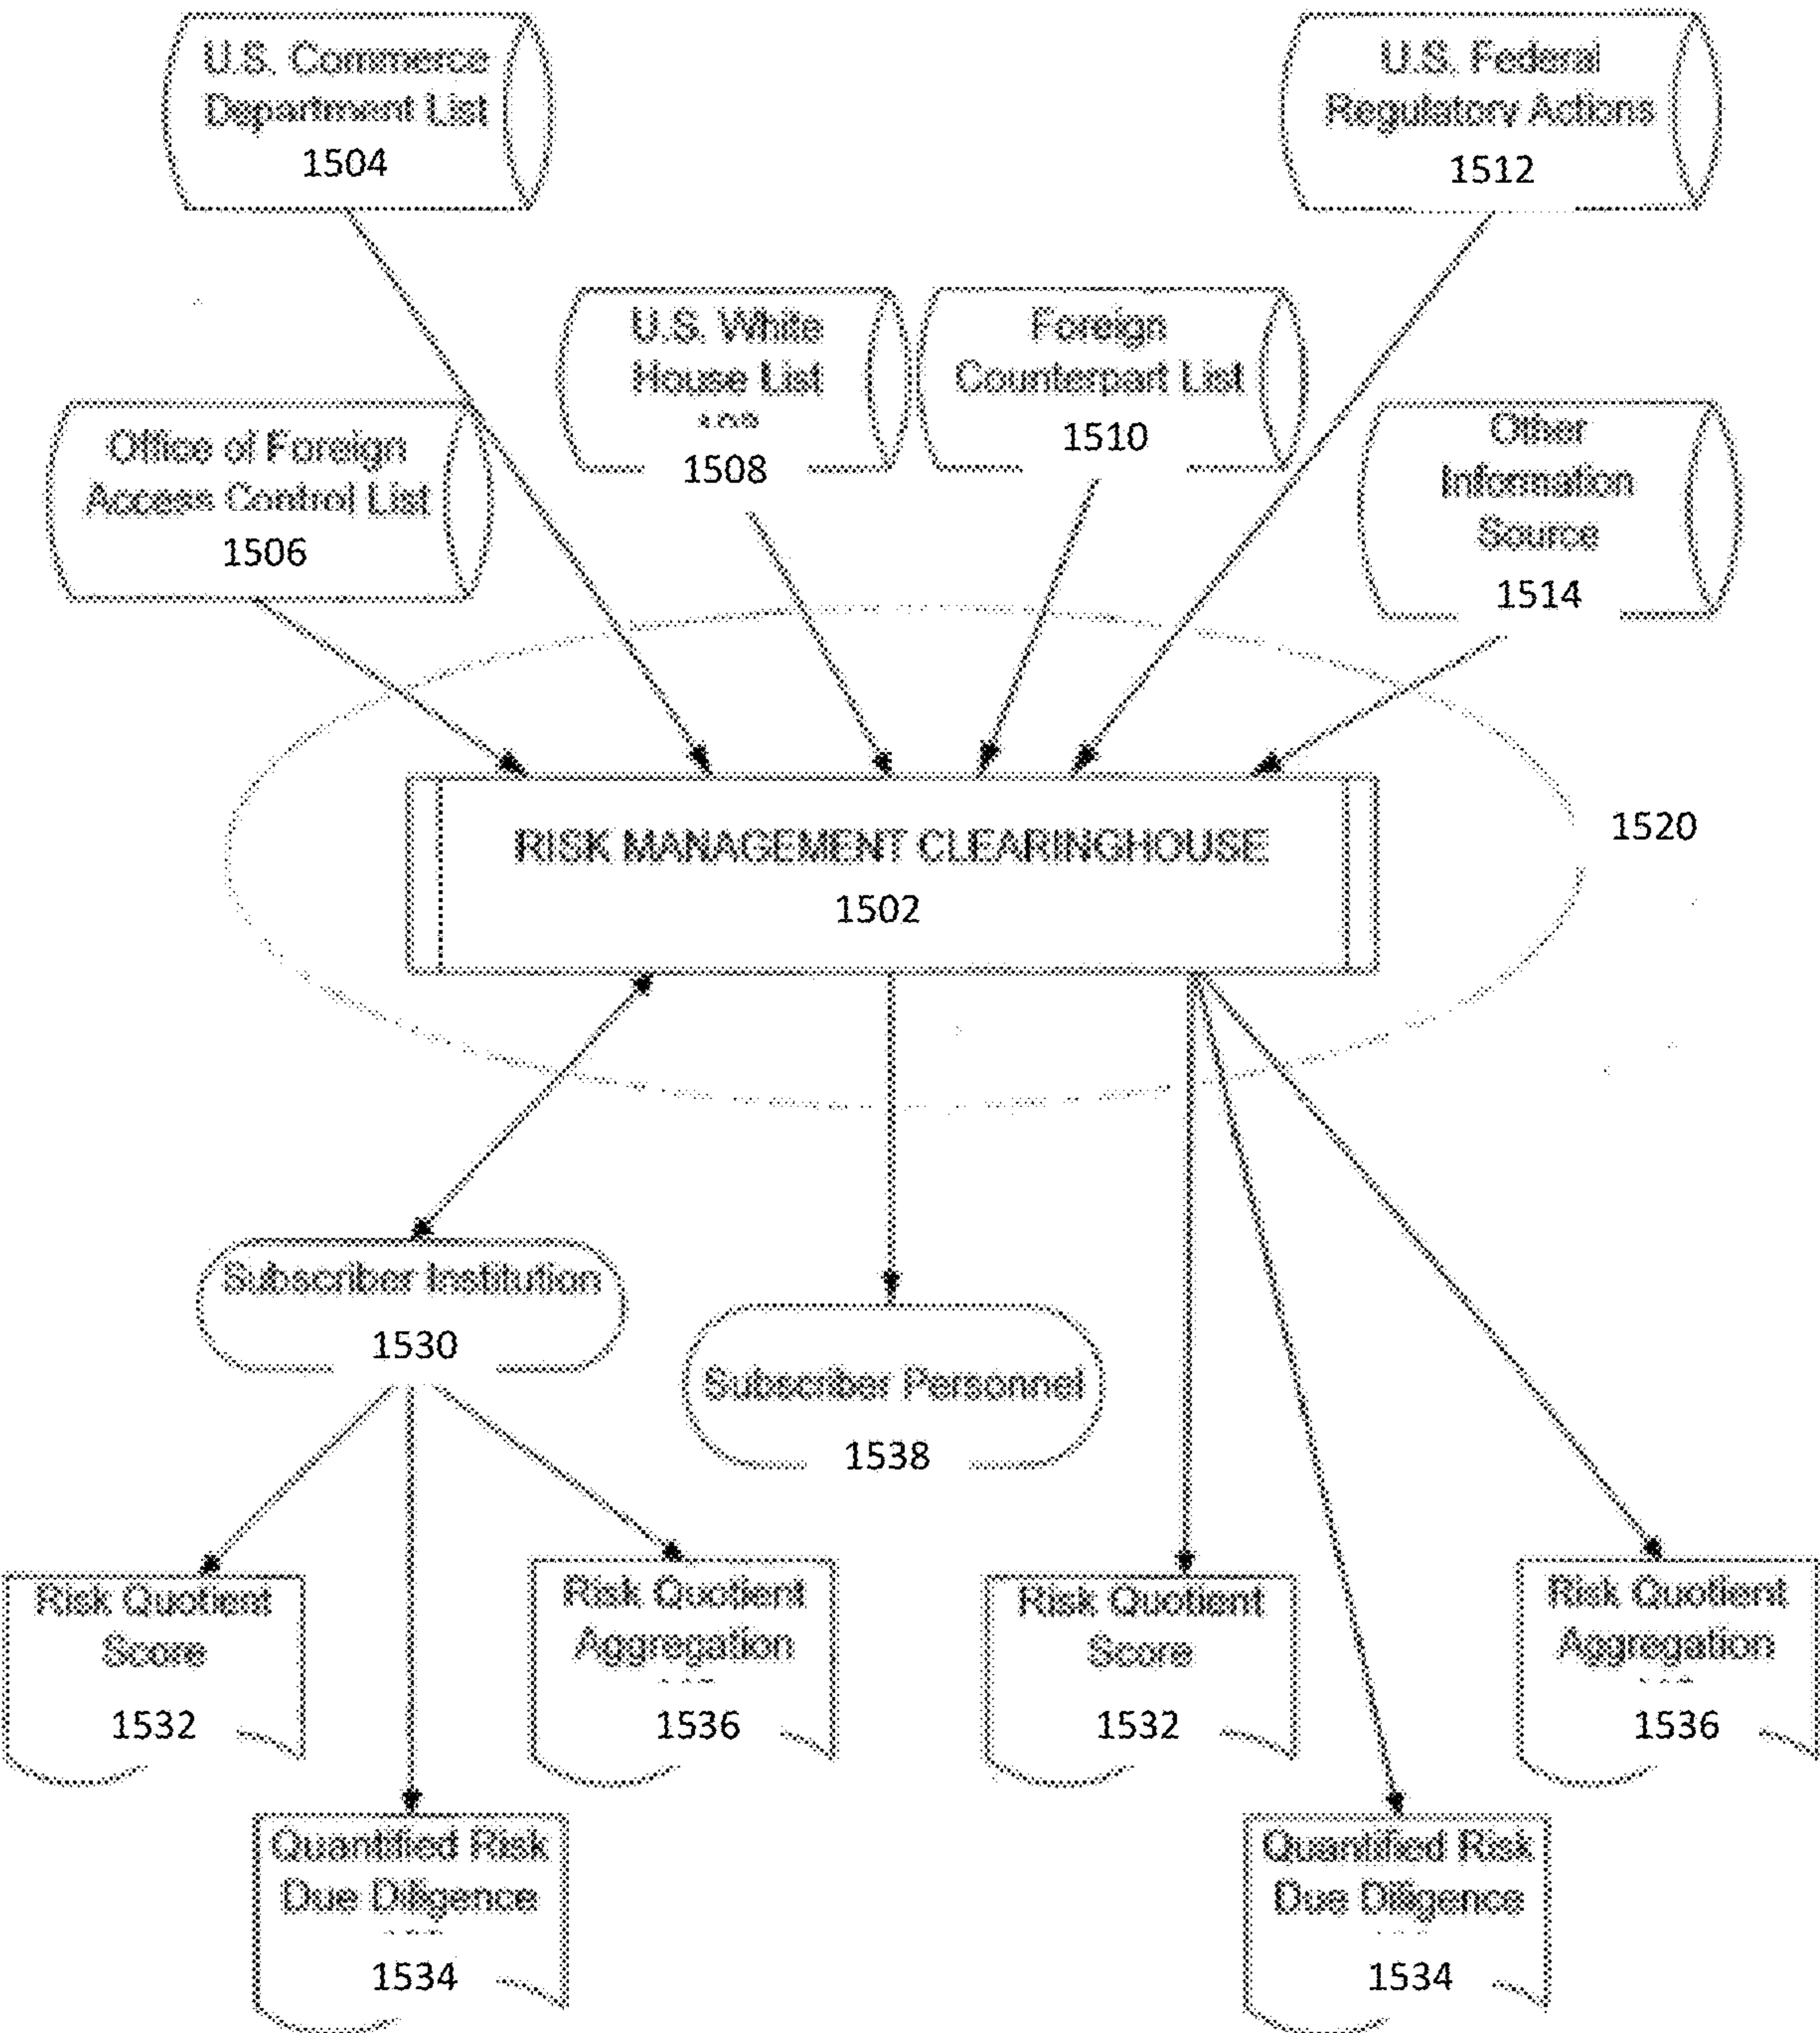 U.S. Commerce
Department List
1504
U.S. Federal
Regulatory Actions
1512
U.S. White
House List
1508
Foreign
Counterpart List
1510
Office of Foreign
Access Control List
1506
Other
Information
Source
1514
RISK MANAGEMENT CLEARINGHOUSE
1502
1520
Subscriber Institution
1530
Subscriber Personnel
1538
Risk Quotient
Score
1532
Risk Quotient
Aggregation
1536
Risk Quotient
Score
1532
Risk Quotient
Aggregation
1536
Quantified Risk
Due Diligence
1534
Quantified Risk
Due Diligence
1534